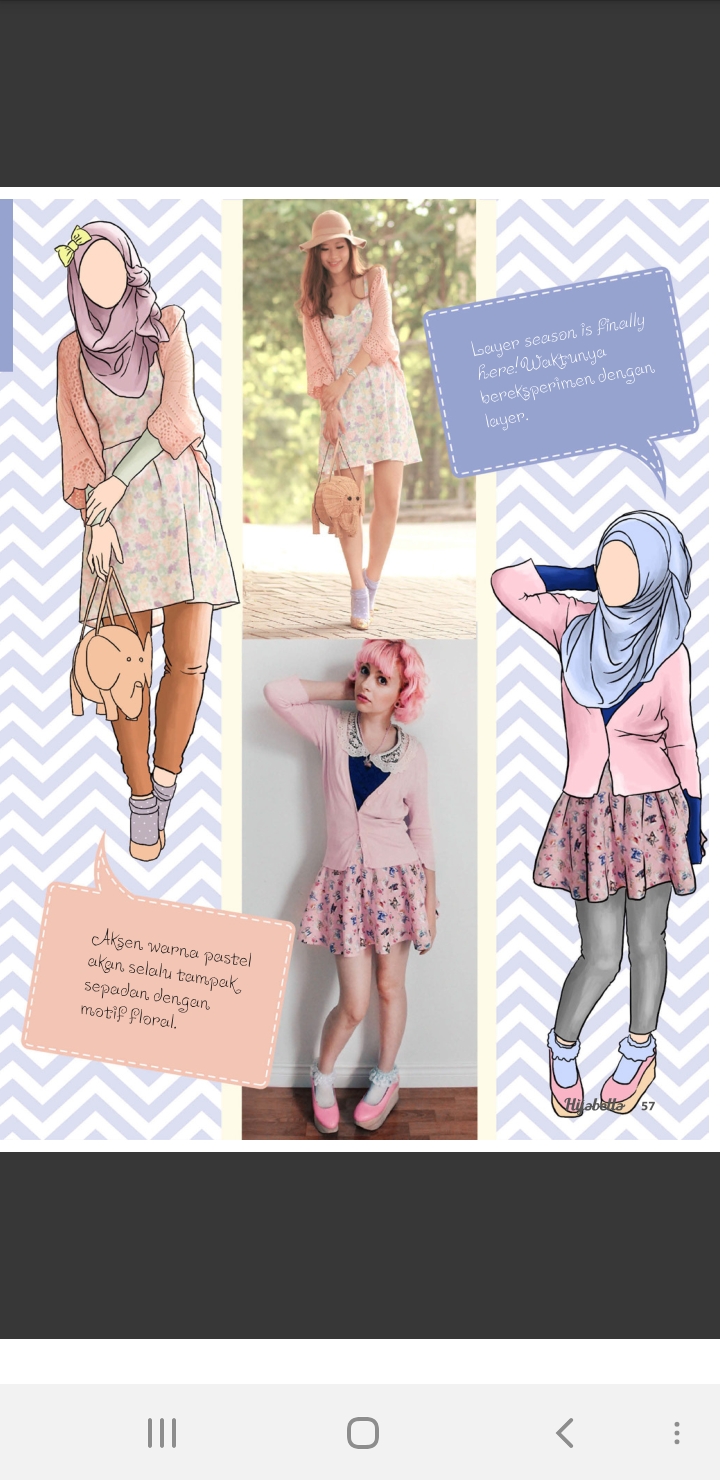 Layer season is finally
here! Waktunya
bereksperimen dengan
layer.
Aksen warna pastel
akan selalu tampak
sepadan dengan
motif floral.
Hijabella 57